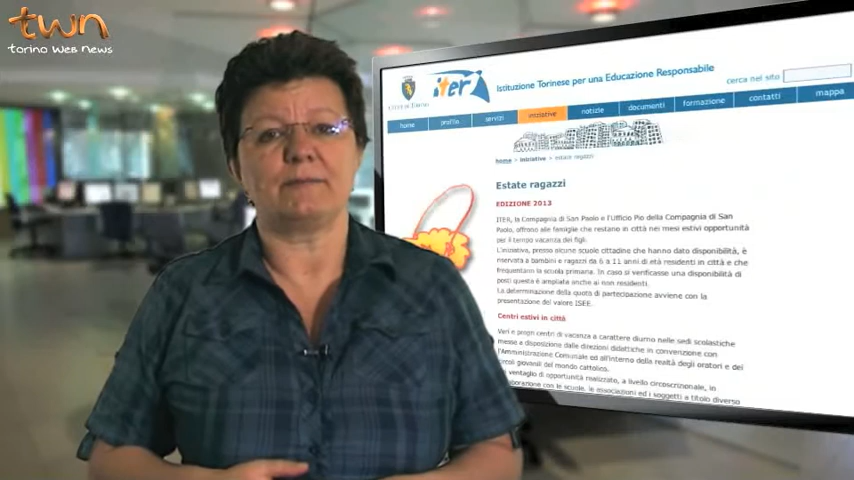 twn
torino web news
CITTA' DI TORINO
iter
Istituzione Torinese per una Educazione Responsabile
cerca nel sito
home profilo servizi iniziative notizie documenti formazione contatti mappa
home > iniziative > estate ragazzi
Estate ragazzi
EDIZIONE 2013
ITER, la Compagnia di San Paolo e l'Ufficio Pio della Compagnia di San
Paolo, offrono alle famiglie che restano in città nei mesi estivi opportunità
per il tempo vacanza dei figli.
L'iniziativa, presso alcune scuole cittadine che hanno dato disponibilità, è
riservata a bambini e ragazzi da 6 a 11 anni di età residenti in città e che
frequentano la scuola primaria. In caso si verificasse una disponibilità di
posti questa è ampliata anche ai non residenti.
La determinazione della quota di partecipazione avviene con la
presentazione del valore ISEE.
Centri estivi in città
Veri e propri centri di vacanza a carattere diurno nelle sedi scolastiche
messe a disposizione dalle direzioni didattiche in convenzione con
l'Amministrazione Comunale ed all'interno della realtà degli oratori e dei
circoli giovanili del mondo cattolico.
ventaglio di opportunità realizzato, a livello circoscrizionale, in
laborazione con le scuole, le associazioni ed i soggetti a titolo diverso